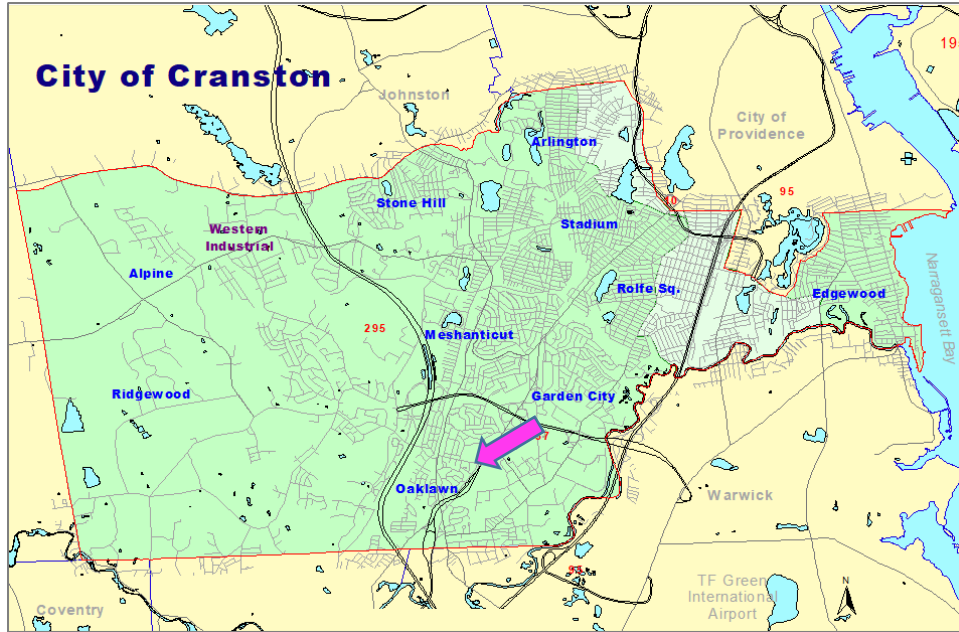 195
City of Cranston
Johnston
City of
Providence
Arlington
95
10
Stone Hill
Stadium
Western
Industrial
Alpine
Rolfe Sq.
Edgewood
Narragansett Bay
295
Meshanticut
Ridgewood
Garden City
37
Oaklawn
Warwick
95
TF Green
International
Airport
N
Coventry